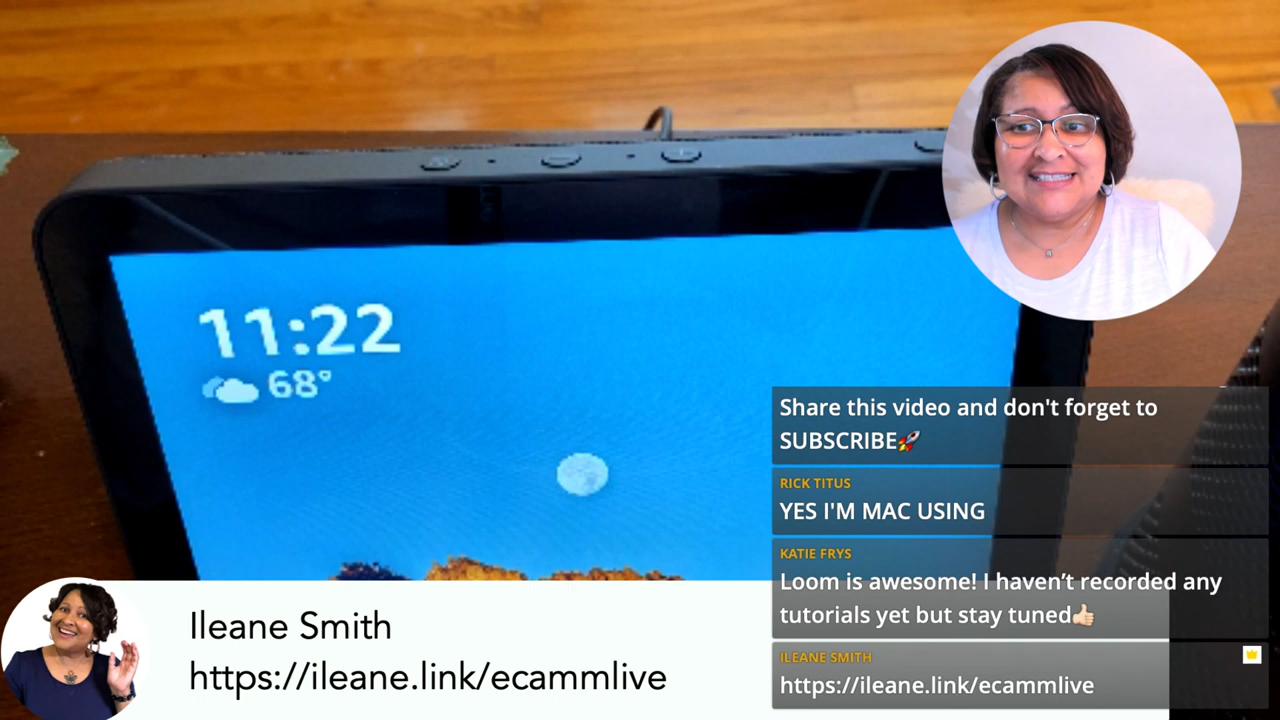 11:22
68°
Share this video and don't forget to
SUBSCRIBE🚀
RICK TITUS
YES I'M MAC USING
KATIE FRYS
Loom is awesome! I haven’t recorded any
tutorials yet but stay tuned👍🏻
ILEANE SMITH
https://ileane.link/ecammlive
Ileane Smith
https://ileane.link/ecammlive